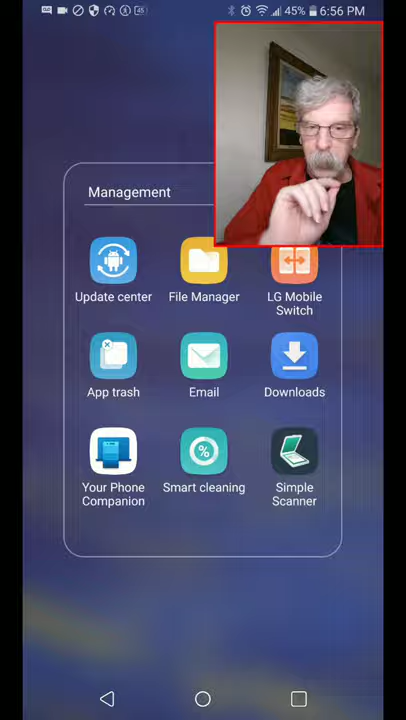 45% 6:56 PM
Management
Update center
File Manager
LG Mobile
Switch
App trash
Email
Downloads
Your Phone
Companion
Smart cleaning
Simple
Scanner